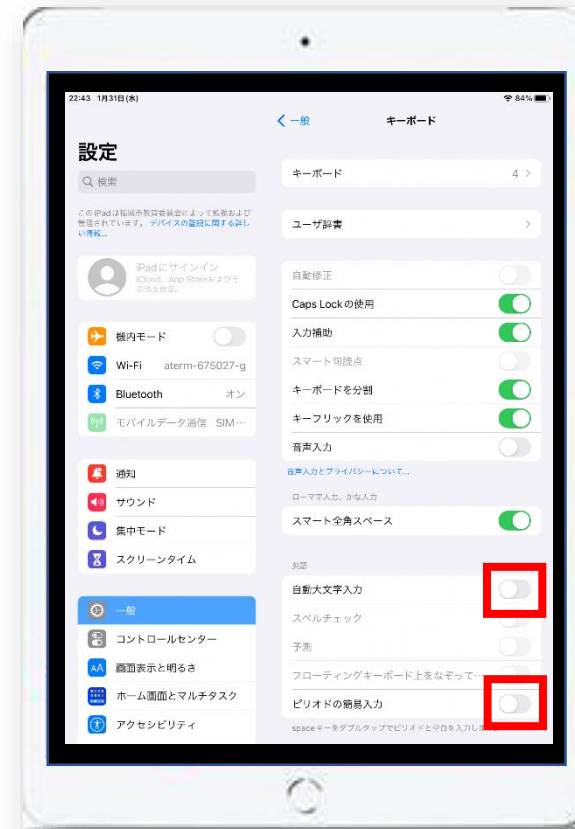 22:43 1月31日(水)
84%
設定
検索
このiPadは稲城市教育委員会によって監視および
管理されています。デバイスの監視に関する詳し
い情報...
iPadにサインイン
iCloud、App Storeおよびそ
の他を設定。
機内モード
Wi-Fi aterm-675027-g
Bluetooth オン
モバイルデータ通信 SIM…
通知
サウンド
集中モード
スクリーンタイム
一般
コントロールセンター
AA 画面表示と明るさ
ホーム画面とマルチタスク
アクセシビリティ
一般 キーボード
キーボード 4
ユーザ辞書
自動修正
Caps Lockの使用
入力補助
スマート句読点
キーボードを分割
キーフリックを使用
音声入力
音声入力とプライバシーについて...
ローマ字入力、かな入力
スマート全角スペース
英語
自動大文字入力
スペルチェック
予測
フローティングキーボード上をなぞって…
ピリオドの簡易入力
spaceキーをダブルタップでピリオドと空白を入力し